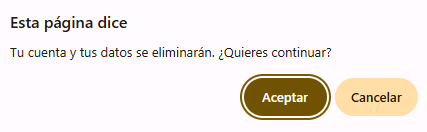 Esta página dice
Tu cuenta y tus datos se eliminarán. ¿Quieres continuar?
Aceptar
Cancelar